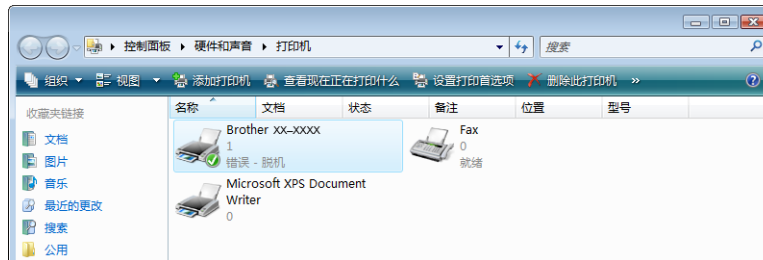 控制面板 ▸ 硬件和声音 ▸ 打印机
搜索
组织 视图 添加打印机 查看现在正在打印什么 设置打印首选项 删除此打印机 »
收藏夹链接
名称 文档 状态 备注 位置 型号
文档
图片
音乐
最近的更改
搜索
公用
Brother XX-XXXX
1
错误 - 脱机
Fax
0
就绪
Microsoft XPS Document
Writer
0